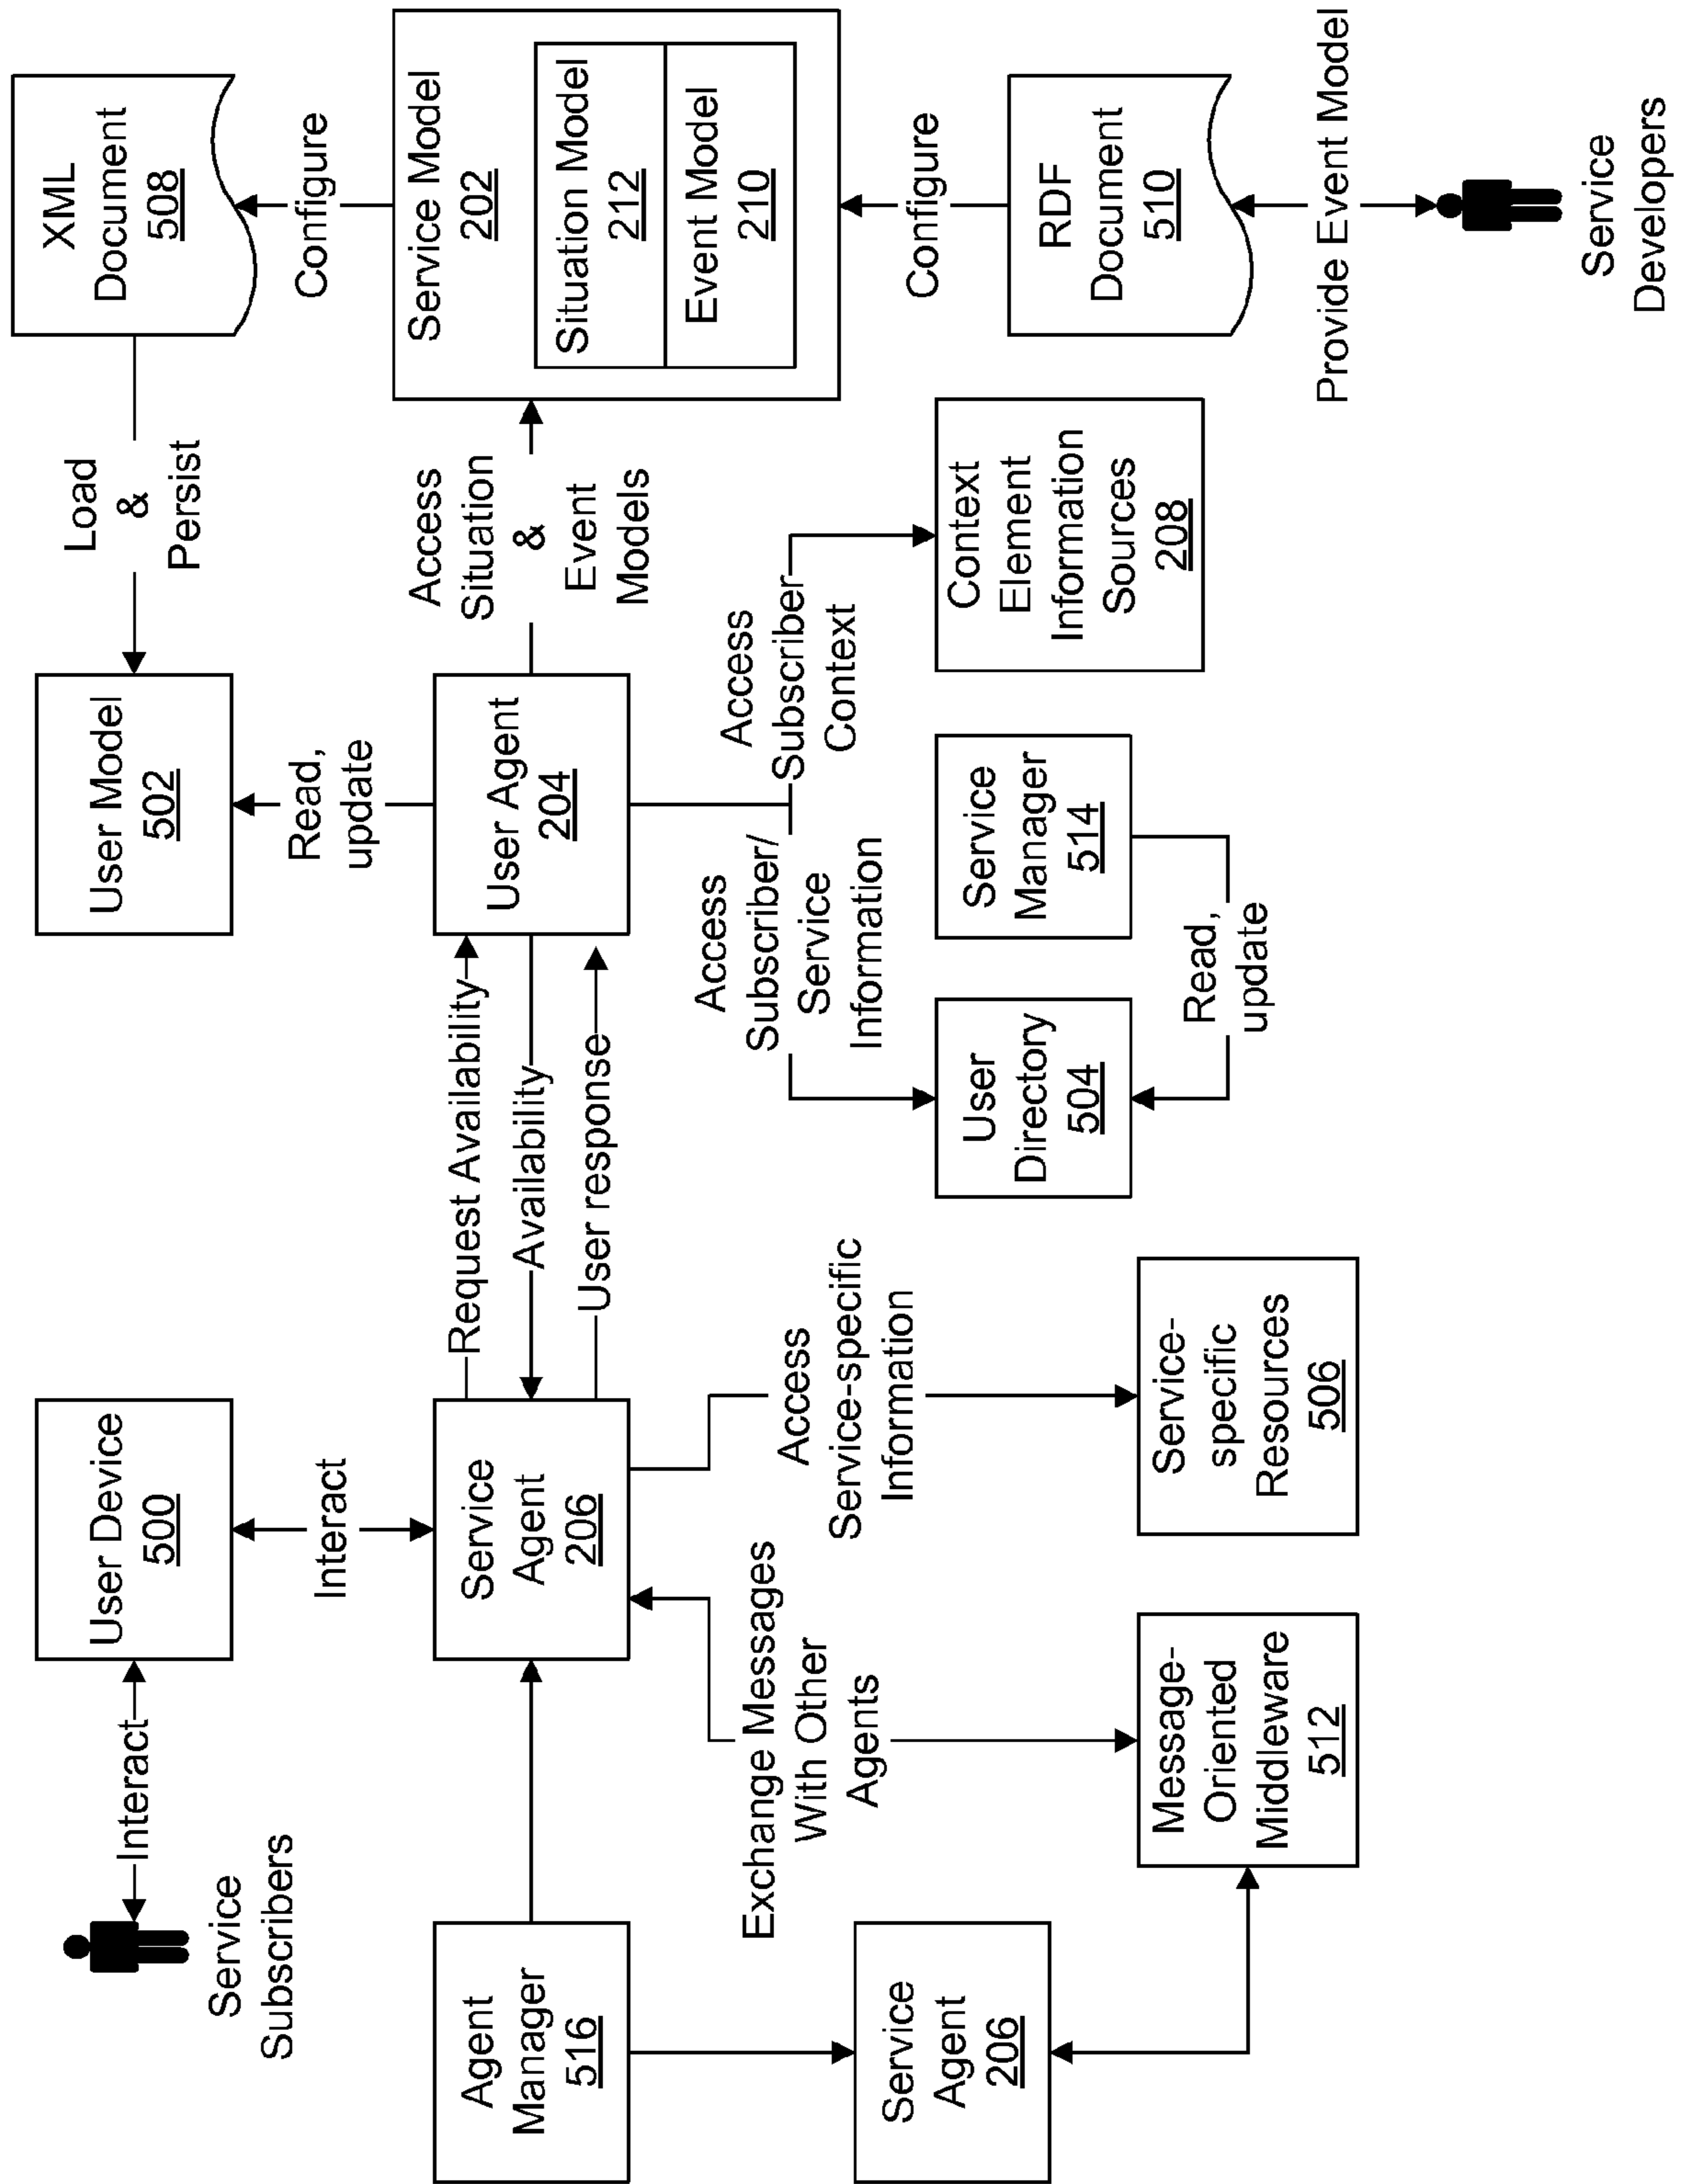 Service
Subscribers
Interact
User Device
500
User Model
502
Load
&
Persist
XML
Document
508
Interact
Read,
update
Configure
Agent
Manager
516
Service
Agent
206
Request Availability
Availability
User response
User Agent
204
Access
Situation
&
Event
Models
Service Model
202
Situation Model
212
Event Model
210
Exchange Messages
With Other
Agents
Access
Service-specific
Information
Access
Subscriber/
Service
Information
Access
Subscriber
Context
Configure
Service
Agent
206
User
Directory
504
Service
Manager
514
Context
Element
Information
Sources
208
RDF
Document
510
Message-
Oriented
Middleware
512
Service-
specific
Resources
506
Read,
update
Provide Event Model
Service
Developers